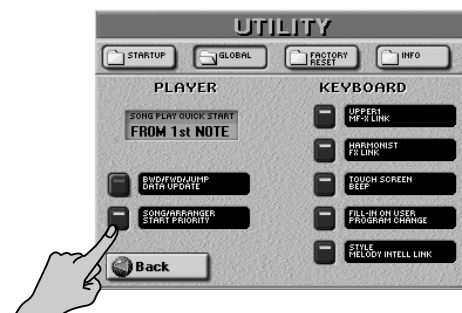 UTILITY
STARTUP
GLOBAL
FACTORY
RESET
INFO
PLAYER
KEYBOARD
SONG PLAY QUICK START
FROM 1st NOTE
BWD/FWD/JUMP
DATA UPDATE
SONG/ARRANGER
START PRIORITY
UPPER1
MF-X LINK
HARMONIST
FX LINK
TOUCH SCREEN
BEEP
FILL-IN ON USER
PROGRAM CHANGE
STYLE
MELODY INTELL LINK
Back